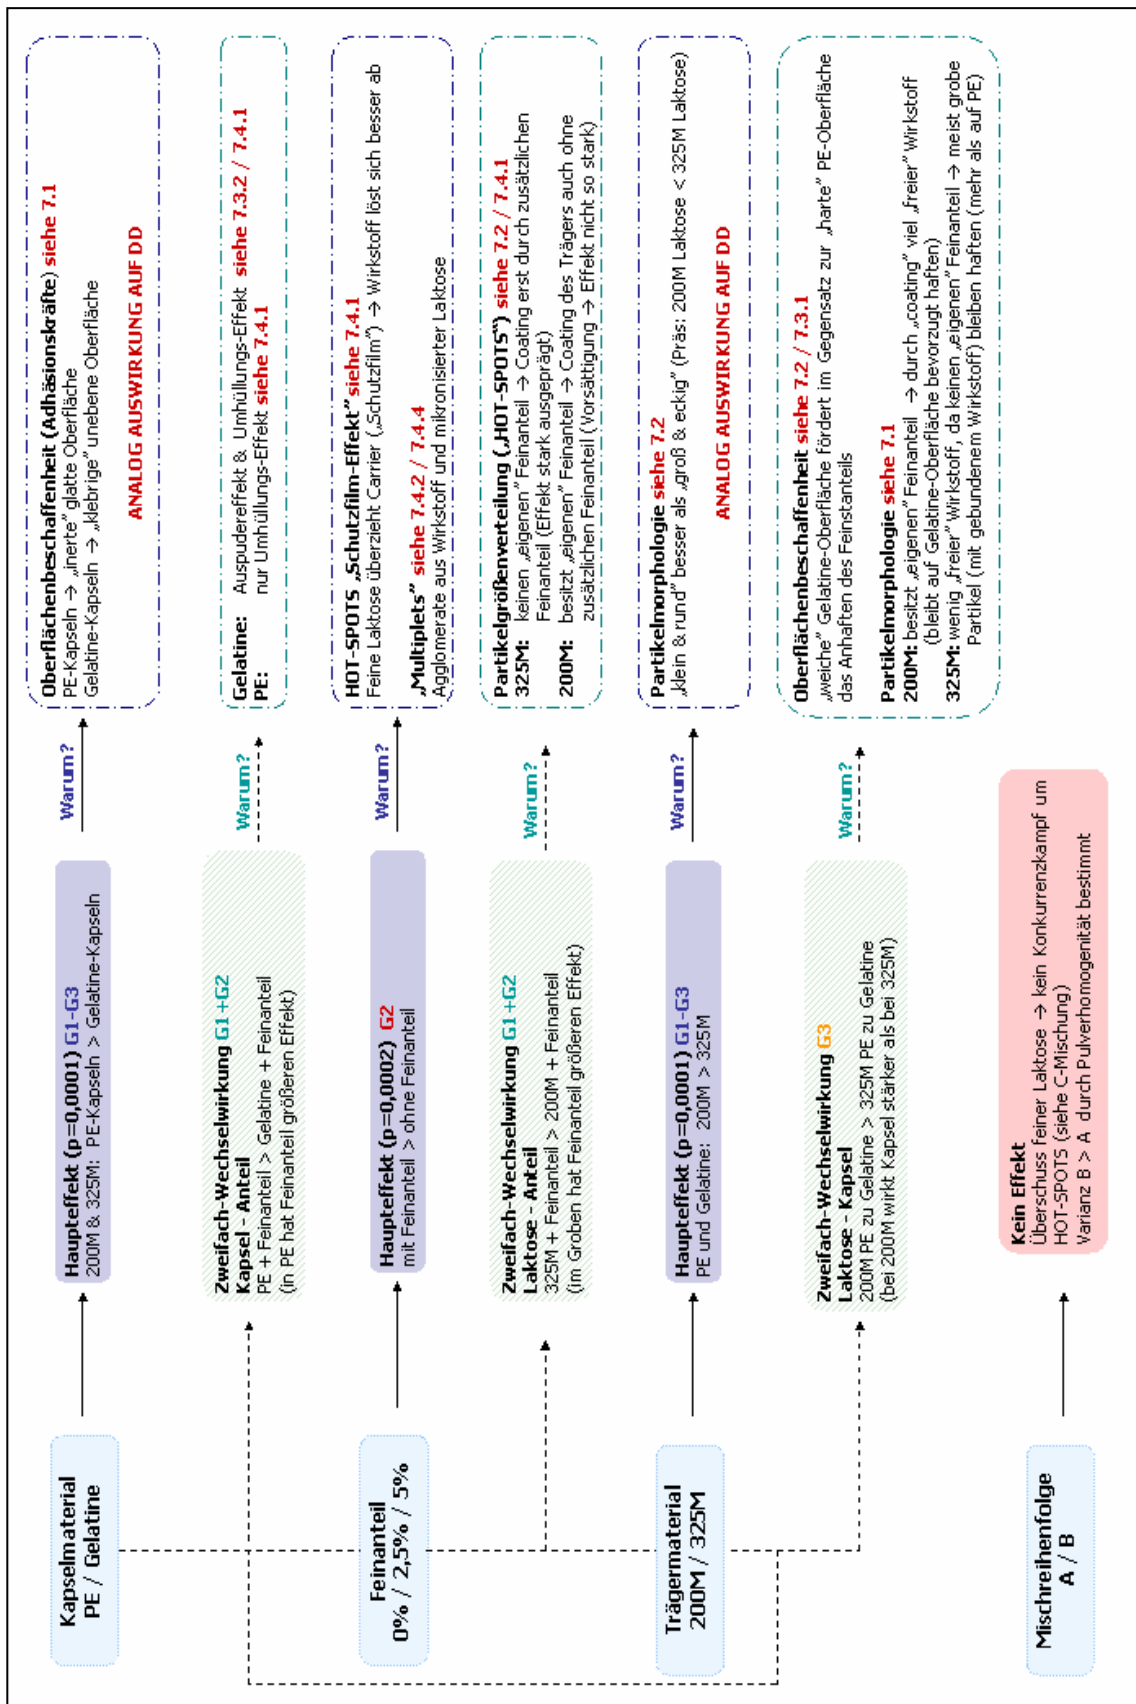 Kapselmaterial
PE / Gelatine
Haupteffekt (p=0,0001) G1-G3
200M & 325M: PE-Kapseln > Gelatine-Kapseln
Warum?
Oberflächenbeschaffenheit (Adhäsionskräfte) siehe 7.1
PE-Kapseln → „inerte“ glatte Oberfläche
Gelatine-Kapseln → „klebrige“ unebene Oberfläche
ANALOG AUSWIRKUNG AUF DD
Zweifach-Wechselwirkung G1+G2
Kapsel - Anteil
PE + Feinanteil > Gelatine + Feinanteil
(in PE hat Feinanteil größeren Effekt)
Warum?
Gelatine: Auspudereffekt & Umhüllungs-Effekt siehe 7.3.2 / 7.4.1
PE: nur Umhüllungs-Effekt siehe 7.4.1
Feinanteil
0% / 2,5% / 5%
Haupteffekt (p=0,0002) G2
mit Feinanteil > ohne Feinanteil
Warum?
HOT-SPOTS „Schutzfilm-Effekt“ siehe 7.4.1
Feine Laktose überzieht Carrier („Schutzfilm“) → Wirkstoff löst sich besser ab
„Multiplets“ siehe 7.4.2 / 7.4.4
Agglomerate aus Wirkstoff und mikronisierter Laktose
Zweifach-Wechselwirkung G1+G2
Laktose - Anteil
325M + Feinanteil > 200M + Feinanteil
(im Groben hat Feinanteil größeren Effekt)
Warum?
Partikelgrößenverteilung („HOT-SPOTS“) siehe 7.2 / 7.4.1
325M: keinen „eigenen“ Feinanteil → Coating erst durch zusätzlichen
Feinanteil (Effekt stark ausgeprägt)
200M: besitzt „eigenen“ Feinanteil → Coating des Trägers auch ohne
zusätzlichen Feinanteil (Vorsättigung → Effekt nicht so stark)
Trägermaterial
200M / 325M
Haupteffekt (p=0,0001) G1-G3
PE und Gelatine: 200M > 325M
Warum?
Partikelmorphologie siehe 7.2
„klein & rund“ besser als „groß & eckig“ (Präs: 200M Laktose < 325M Laktose)
ANALOG AUSWIRKUNG AUF DD
Zweifach-Wechselwirkung G3
Laktose - Kapsel
200M PE zu Gelatine > 325M PE zu Gelatine
(bei 200M wirkt Kapsel stärker als bei 325M)
Warum?
Oberflächenbeschaffenheit siehe 7.2 / 7.3.1
„weiche“ Gelatine-Oberfläche fördert im Gegensatz zur „harte“ PE-Oberfläche
das Anhaften des Feinstanteils
Partikelmorphologie siehe 7.1
200M: besitzt „eigenen“ Feinanteil → durch „coating“ viel „freier“ Wirkstoff
(bleibt auf Gelatine-Oberfläche bevorzugt haften)
325M: wenig „freier“ Wirkstoff, da keinen „eigenen“ Feinanteil → meist grobe
Partikel (mit gebundenem Wirkstoff) bleiben haften (mehr als auf PE)
Mischreihenfolge
A / B
Kein Effekt
Überschuss feiner Laktose → kein Konkurrenzkampf um
HOT-SPOTS (siehe C-Mischung)
Varianz B > A durch Pulverhomogenität bestimmt